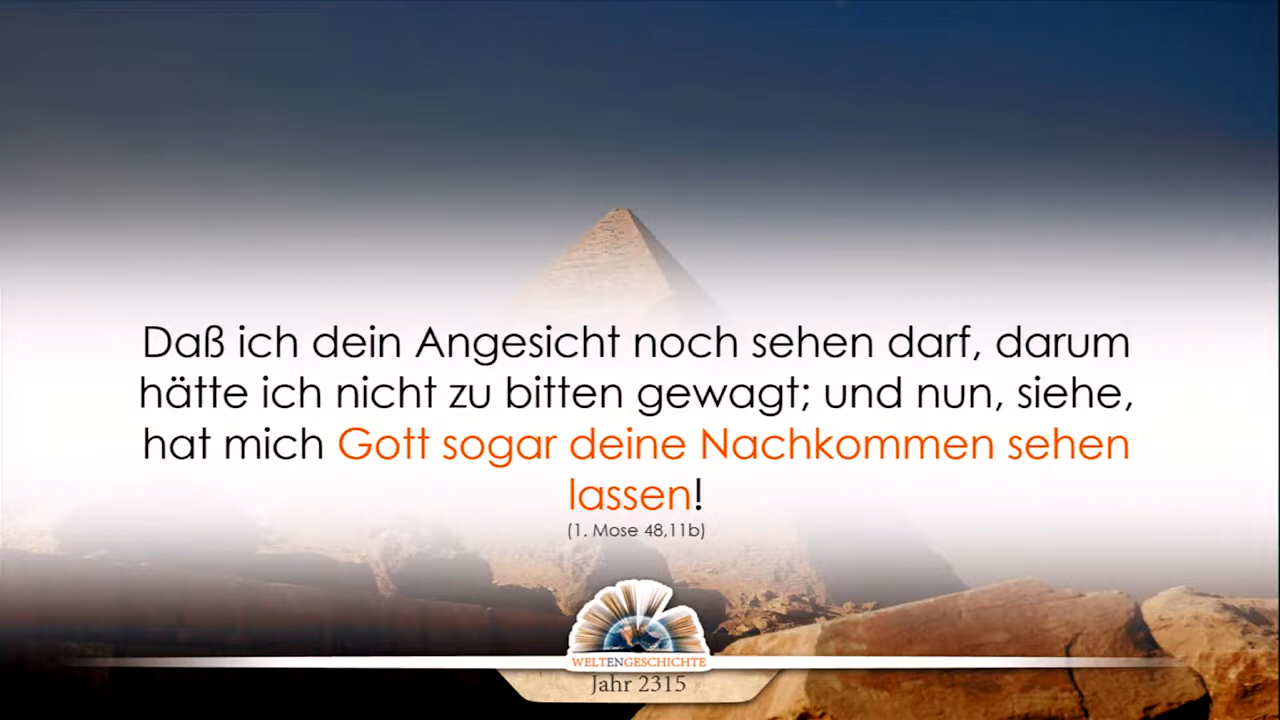 Daß ich dein Angesicht noch sehen darf, darum
hätte ich nicht zu bitten gewagt; und nun, siehe,
hat mich Gott sogar deine Nachkommen sehen
lassen!
(1. Mose 48,11b)
WELTENGESCHICHTE
Jahr 2315